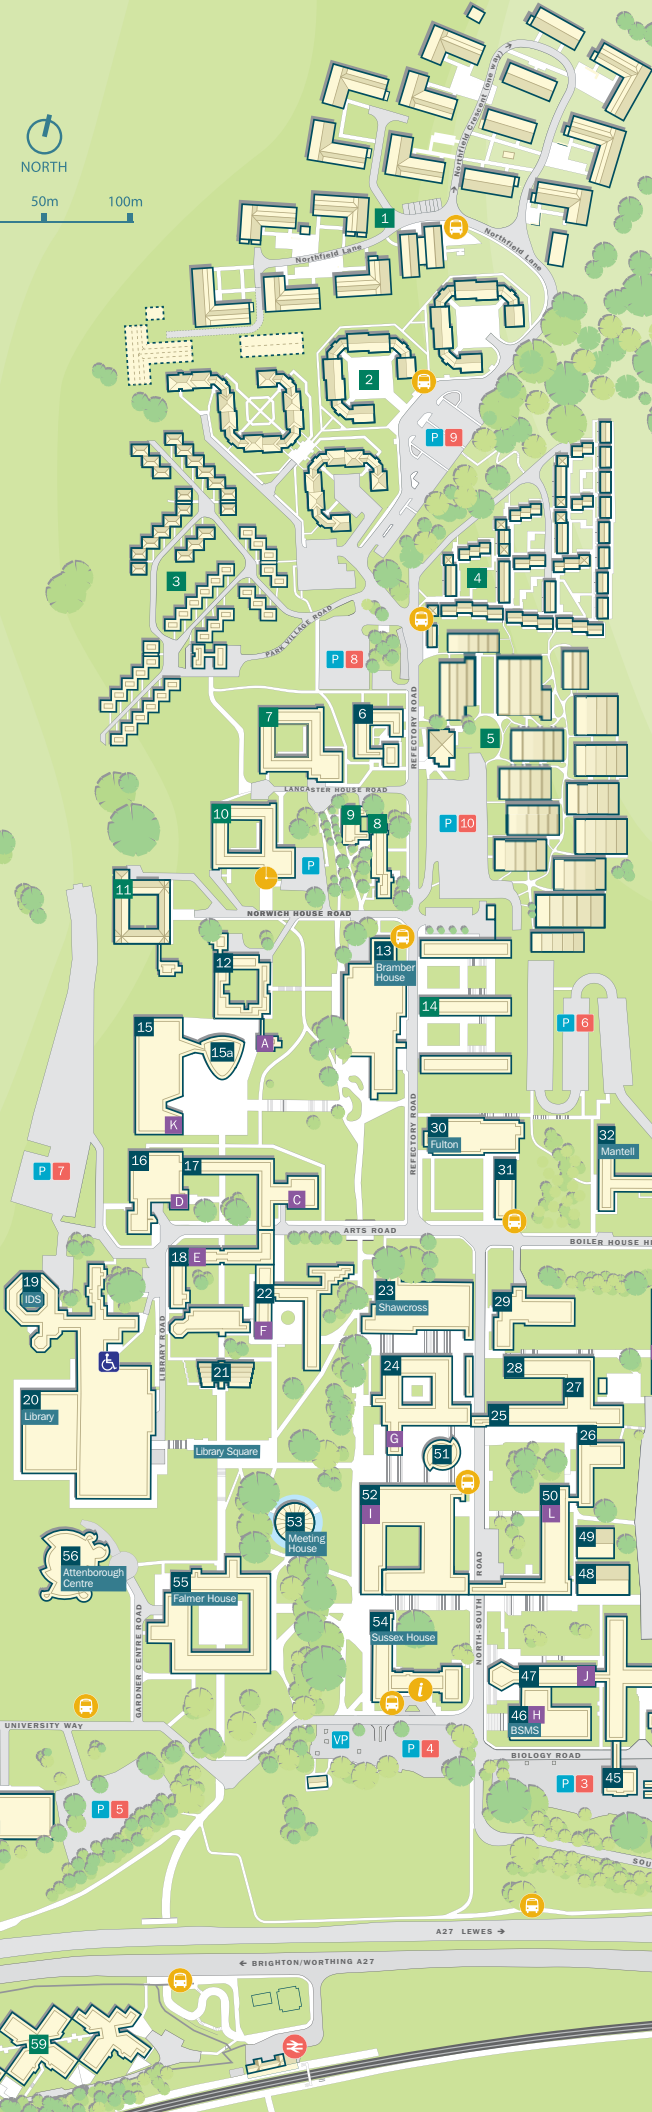 NORTH
50m 100m
Northfield Crescent (one way)
1
Northfield Lane
Northfield Lane
2
P 9
3
4
PARK VILLAGE ROAD
P 8
REFECTORY ROAD
7
6
5
LANCASTER HOUSE ROAD
10
9
8
P 10
P
11
NORWICH HOUSE ROAD
12
13
Bramber
House
14
15
15a
A
P 6
K
REFECTORY ROAD
30
Fulton
32
Mantell
16
17
31
P 7
D
C
ARTS ROAD
BOILER HOUSE H
18
E
19
IDS
22
23
Shawcross
29
F
LIBRARY ROAD
21
24
28
27
20
Library
25
26
G
Library Square
51
52
I
50
L
53
Meeting
House
49
56
Attenborough
Centre
55
Falmer House
48
NORTH-SOUTH ROAD
54
Sussex House
GARDNER CENTRE ROAD
47
J
i
46
H
BSMS
UNIVERSITY WAY
VP
P 4
BIOLOGY ROAD
P 3
45
P 5
SOU
A27 LEWES →
← BRIGHTON/WORTHING A27
59